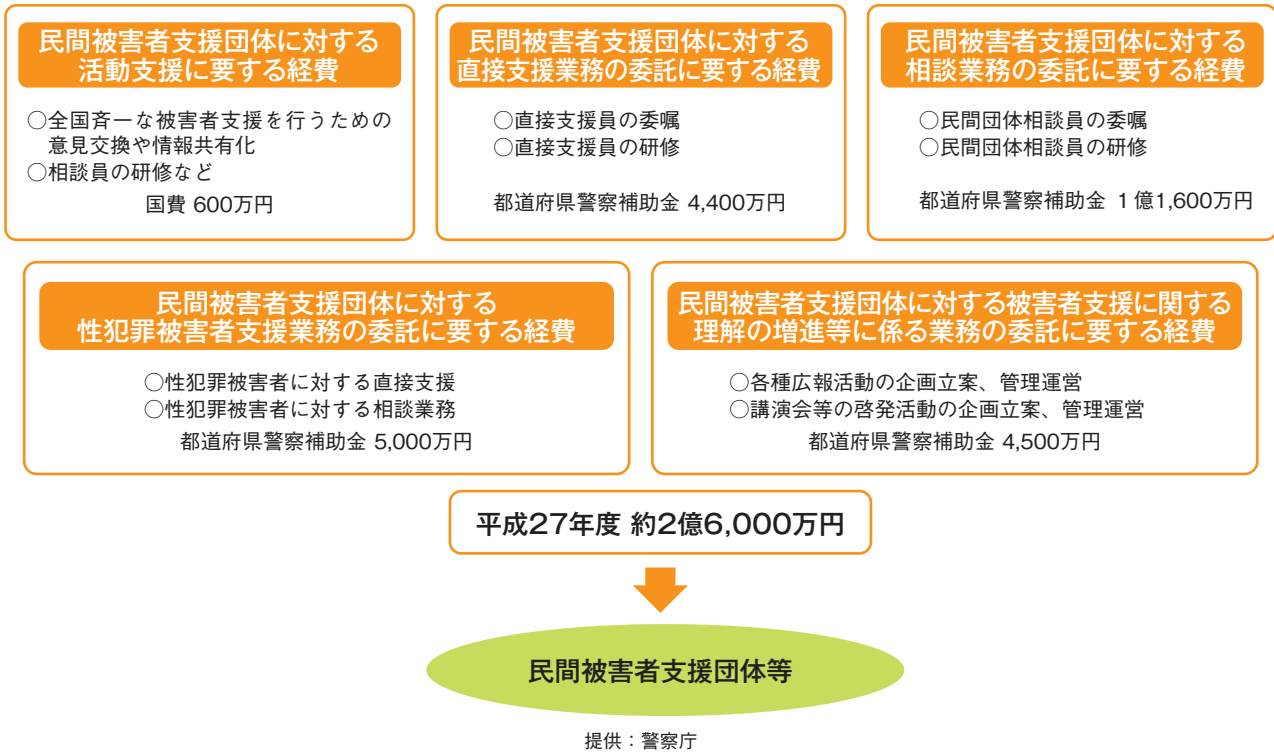 民間被害者支援団体に対する
活動支援に要する経費
○全国斉一な被害者支援を行うための
意見交換や情報共有化
○相談員の研修など
国費 600万円
民間被害者支援団体に対する
直接支援業務の委託に要する経費
○直接支援員の委嘱
○直接支援員の研修
都道府県警察補助金 4,400万円
民間被害者支援団体に対する
相談業務の委託に要する経費
○民間団体相談員の委嘱
○民間団体相談員の研修
都道府県警察補助金 1億1,600万円
民間被害者支援団体に対する
性犯罪被害者支援業務の委託に要する経費
○性犯罪被害者に対する直接支援
○性犯罪被害者に対する相談業務
都道府県警察補助金 5,000万円
民間被害者支援団体に対する被害者支援に関する
理解の増進等に係る業務の委託に要する経費
○各種広報活動の企画立案、管理運営
○講演会等の啓発活動の企画立案、管理運営
都道府県警察補助金 4,500万円
平成27年度 約2億6,000万円
民間被害者支援団体等
提供：警察庁